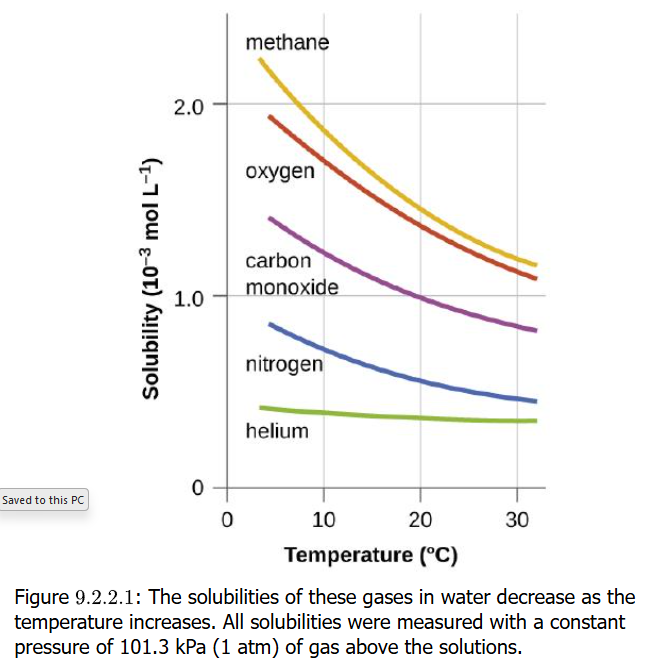 methane
2.0
oxygen
Solubility (10⁻³ mol L⁻¹)
carbon
monoxide
1.0
nitrogen
helium
0
Saved to this PC
0 10 20 30
Temperature (ºC)
Figure 9.2.2.1: The solubilities of these gases in water decrease as the
temperature increases. All solubilities were measured with a constant
pressure of 101.3 kPa (1 atm) of gas above the solutions.